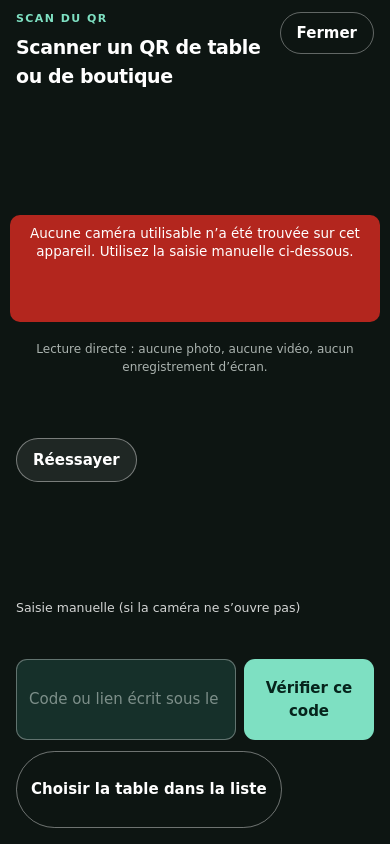 SCAN DU QR
Scanner un QR de table
ou de boutique
Fermer
Aucune caméra utilisable n’a été trouvée sur cet
appareil. Utilisez la saisie manuelle ci-dessous.
Lecture directe : aucune photo, aucune vidéo, aucun
enregistrement d’écran.
Réessayer
Saisie manuelle (si la caméra ne s’ouvre pas)
Code ou lien écrit sous le
Vérifier ce
code
Choisir la table dans la liste